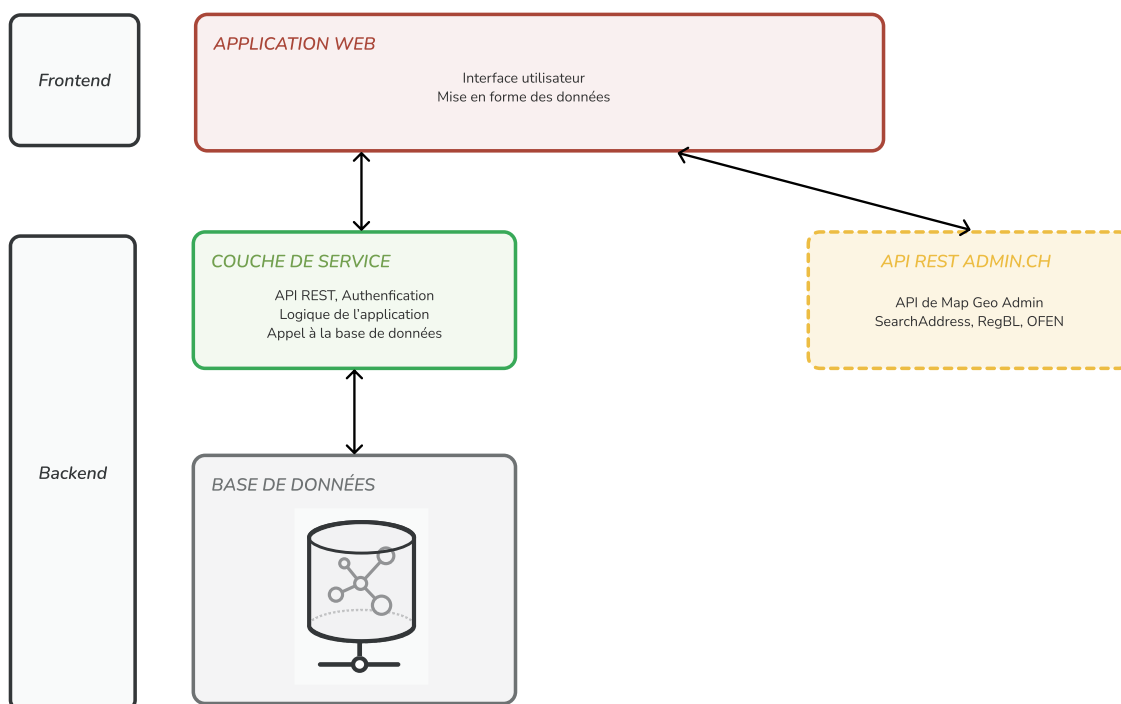 Frontend
APPLICATION WEB
Interface utilisateur
Mise en forme des données
Backend
COUCHE DE SERVICE
API REST, Authenfication
Logique de l’application
Appel à la base de données
API REST ADMIN.CH
API de Map Geo Admin
SearchAddress, RegBL, OFEN
BASE DE DONNÉES